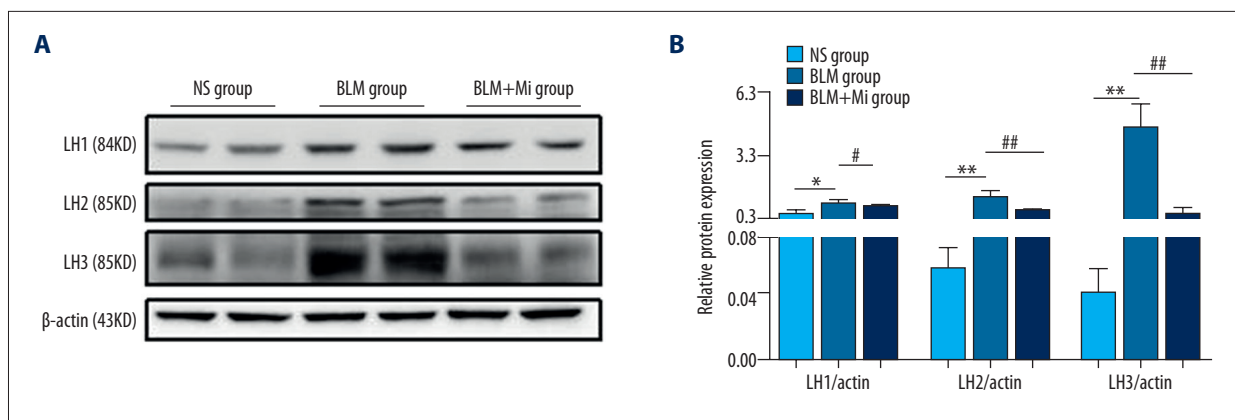 A
NS group BLM group BLM+Mi group
LH1 (84KD)
LH2 (85KD)
LH3 (85KD)
β-actin (43KD)
B
NS group
BLM group
BLM+Mi group
Relative protein expression
6.3
3.3
0.3
0.08
0.04
0.00
* # ** ## ** ##
LH1/actin LH2/actin LH3/actin